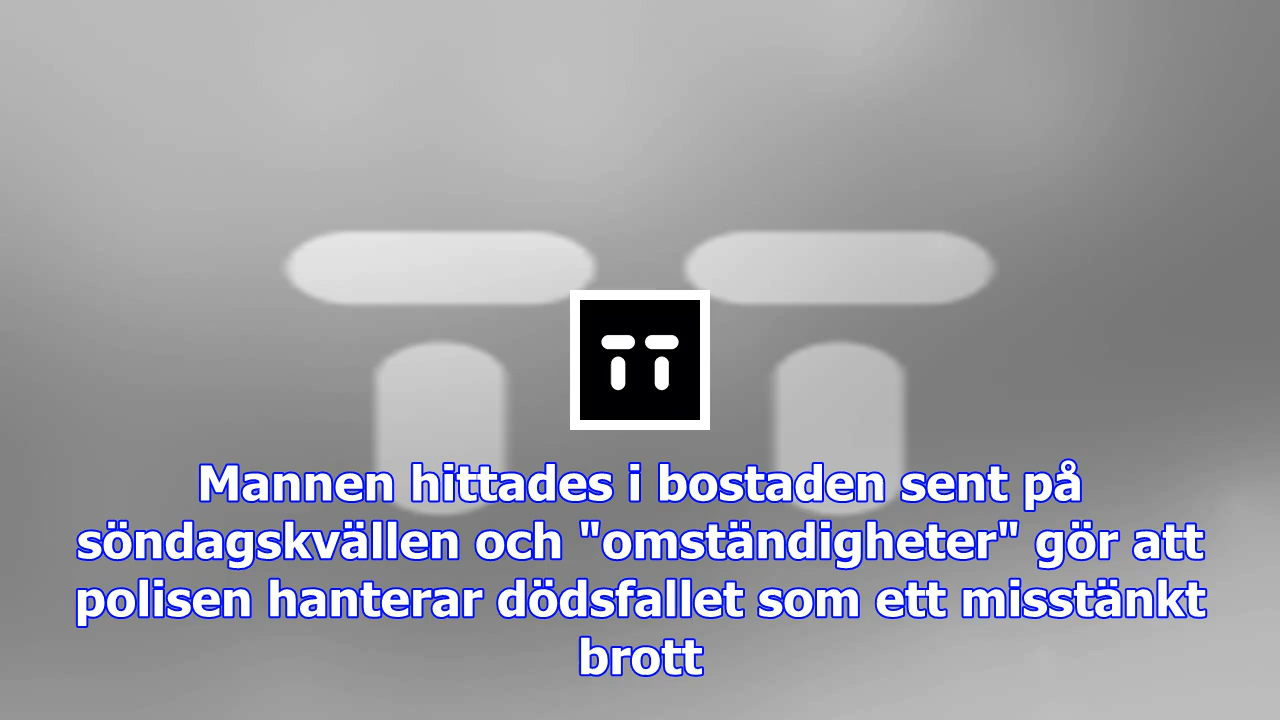 Mannen hittades i bostaden sent på
söndagskvällen och "omständigheter" gör att
polisen hanterar dödsfallet som ett misstänkt
brott